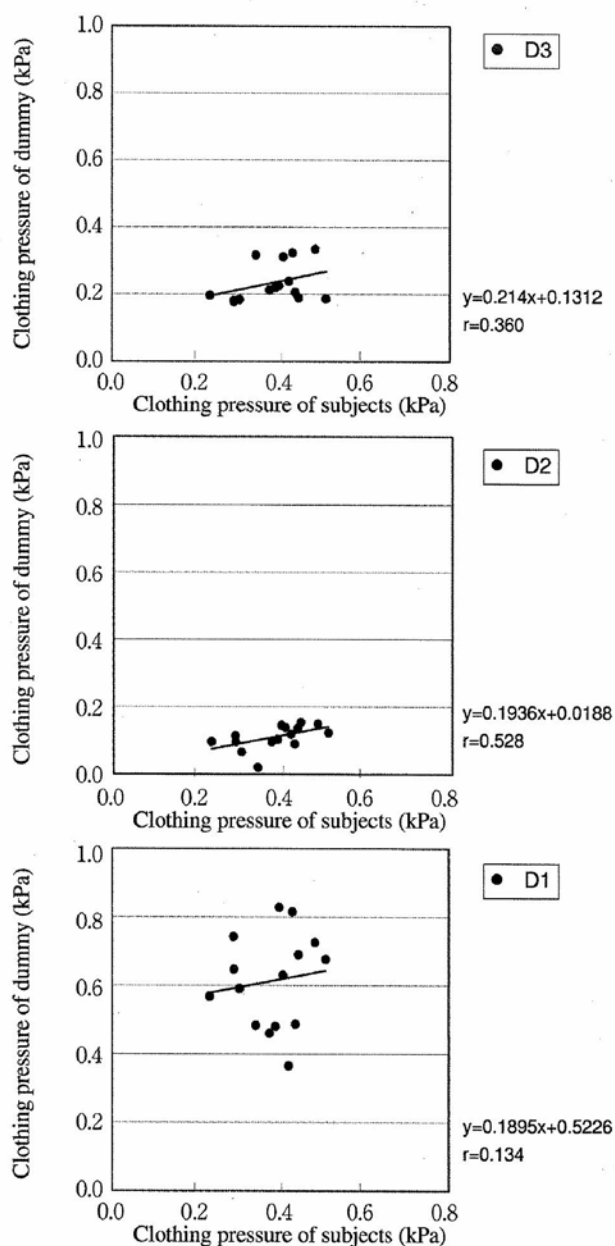 Clothing pressure of dummy (kPa)
1.0
0.8
0.6
0.4
0.2
0.0
0.0 0.2 0.4 0.6 0.8
Clothing pressure of subjects (kPa)
D3
y=0.214x+0.1312
r=0.360
Clothing pressure of dummy (kPa)
1.0
0.8
0.6
0.4
0.2
0.0
0.0 0.2 0.4 0.6 0.8
Clothing pressure of subjects (kPa)
D2
y=0.1936x+0.0188
r=0.528
Clothing pressure of dummy (kPa)
1.0
0.8
0.6
0.4
0.2
0.0
0.0 0.2 0.4 0.6 0.8
Clothing pressure of subjects (kPa)
D1
y=0.1895x+0.5226
r=0.134